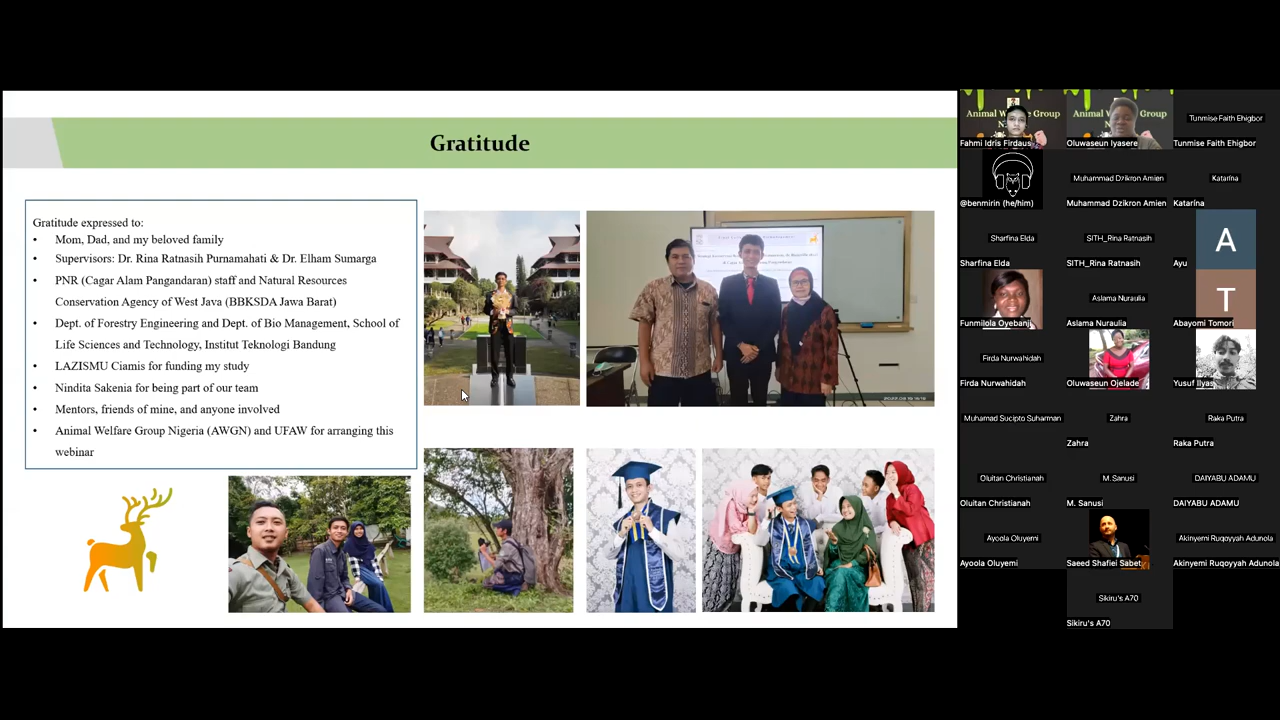 Gratitude
Gratitude expressed to:
• Mom, Dad, and my beloved family
• Supervisors: Dr. Rina Ratnasih Purnamahati & Dr. Elham Sumarga
• PNR (Cagar Alam Pangandaran) staff and Natural Resources
Conservation Agency of West Java (BBKSDA Jawa Barat)
• Dept. of Forestry Engineering and Dept. of Bio Management, School of
Life Sciences and Technology, Institut Teknologi Bandung
• LAZISMU Ciamis for funding my study
• Nindita Sakenia for being part of our team
• Mentors, friends of mine, and anyone involved
• Animal Welfare Group Nigeria (AWGN) and UFAW for arranging this
webinar
Animal Welfare Group
Fahmi Idris Firdaus
Oluwaseun Iyasere
Tunmise Faith Ehigbor
Tunmise Faith Ehigbor
@benmirin (he/him)
Muhammad Dzikron Amien
Muhammad Dzikron Amien
Katarína
Katarína
Sharfina Elda
Sharfina Elda
SITH_Rina Ratnasih
SITH_Rina Ratnasih
A
Ayu
Funmilola Oyebanji
Aslama Nuraulia
Aslama Nuraulia
T
Abayomi Tomori
Firda Nurwahidah
Firda Nurwahidah
Oluwaseun Ojelade
Yusuf Ilyas
Muhamad Sucipto Suharman
Zahra
Zahra
Raka Putra
Raka Putra
Oluitan Christianah
Oluitan Christianah
M. Sanusi
M. Sanusi
DAIYABU ADAMU
DAIYABU ADAMU
Ayoola Oluyemi
Ayoola Oluyemi
Saeed Shafiei Sabet
Akinyemi Ruqoyyah Adunola
Akinyemi Ruqoyyah Adunola
Sikiru's A70
Sikiru's A70